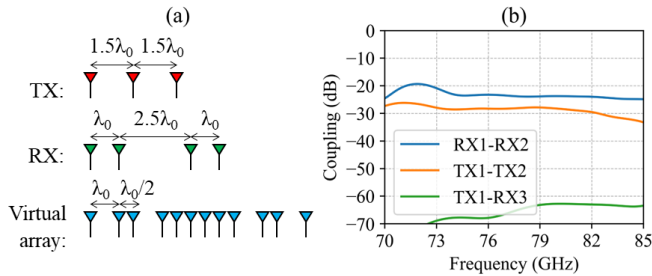 (a)
1.5λ₀ 1.5λ₀
TX:
λ₀ 2.5λ₀ λ₀
RX:
λ₀ λ₀/2
Virtual
array:
(b)
Coupling (dB)
0
−10
−20
−30
−40
−50
−60
−70
RX1-RX2
TX1-TX2
TX1-RX3
70 73 76 79 82 85
Frequency (GHz)